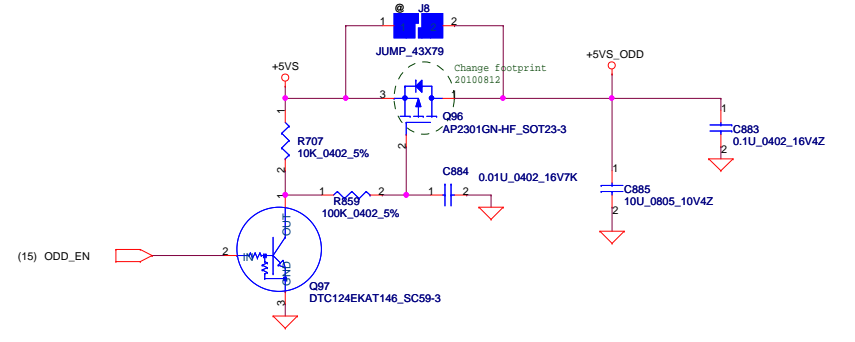 @ J8
1 2
JUMP_43X79
+5VS
Change footprint
20100812
+5VS_ODD
3 1
1
Q96
AP2301GN-HF_SOT23-3
2
R707
10K_0402_5%
2
1
C883
0.1U_0402_16V4Z
2
1
C885
10U_0805_10V4Z
2
C884
0.01U_0402_16V7K
1 2
1 2
R859
100K_0402_5%
1
OUT
(15) ODD_EN
2
IN
GND
Q97
DTC124EKAT146_SC59-3
3